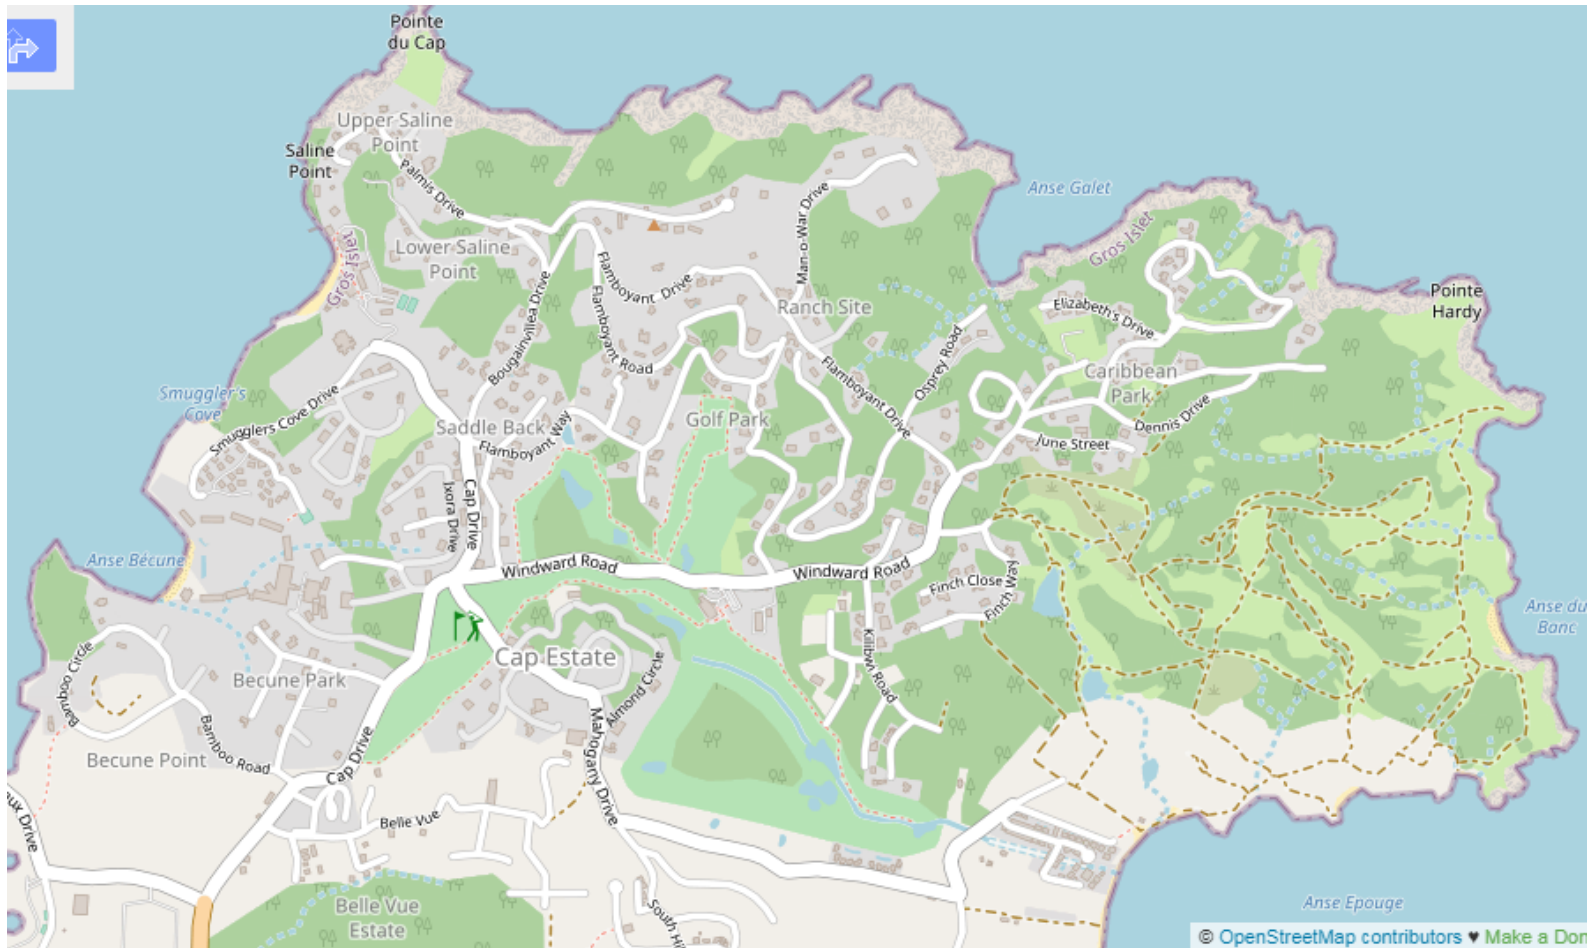 Pointe
du Cap
Upper Saline
Point
Saline
Point
Palmis Drive
Man-o-War Drive
Anse Galet
Gros Islet
Gros Islet
Lower Saline
Point
Flamboyant Drive
Bougainvillea Drive
Flamboyant Road
Ranch Site
Elizabeth's Drive
Pointe
Hardy
Osprey Road
Flamboyant Drive
Caribbean
Park
Smuggler's
Cove
Smugglers Cove Drive
Saddle Back
Flamboyant Way
Golf Park
Dennis Drive
June Street
Cap Drive
Ixora Drive
Anse Bécune
Windward Road
Windward Road
Finch Close
Finch Way
Anse du
Banc
Kilibwi Road
Cap Estate
Almond Circle
Bamboo Circle
Becune Park
Mahogany Drive
Bamboo Road
Becune Point
Cap Drive
Belle Vue
aux Drive
Belle Vue
Estate
South Hi
Anse Epouge
© OpenStreetMap contributors ♥ Make a Don